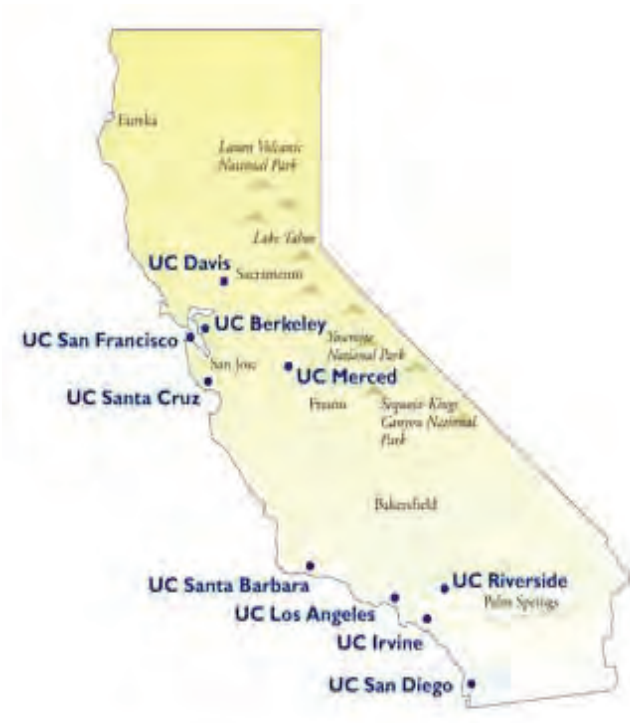 Eureka
Lassen Volcanic
National Park
Lake Tahoe
UC Davis
Sacramento
UC Berkeley
UC San Francisco
Yosemite
National Park
San Jose
UC Merced
UC Santa Cruz
Fresno
Sequoia-Kings
Canyon National
Park
Bakersfield
UC Santa Barbara
UC Riverside
Palm Springs
UC Los Angeles
UC Irvine
UC San Diego